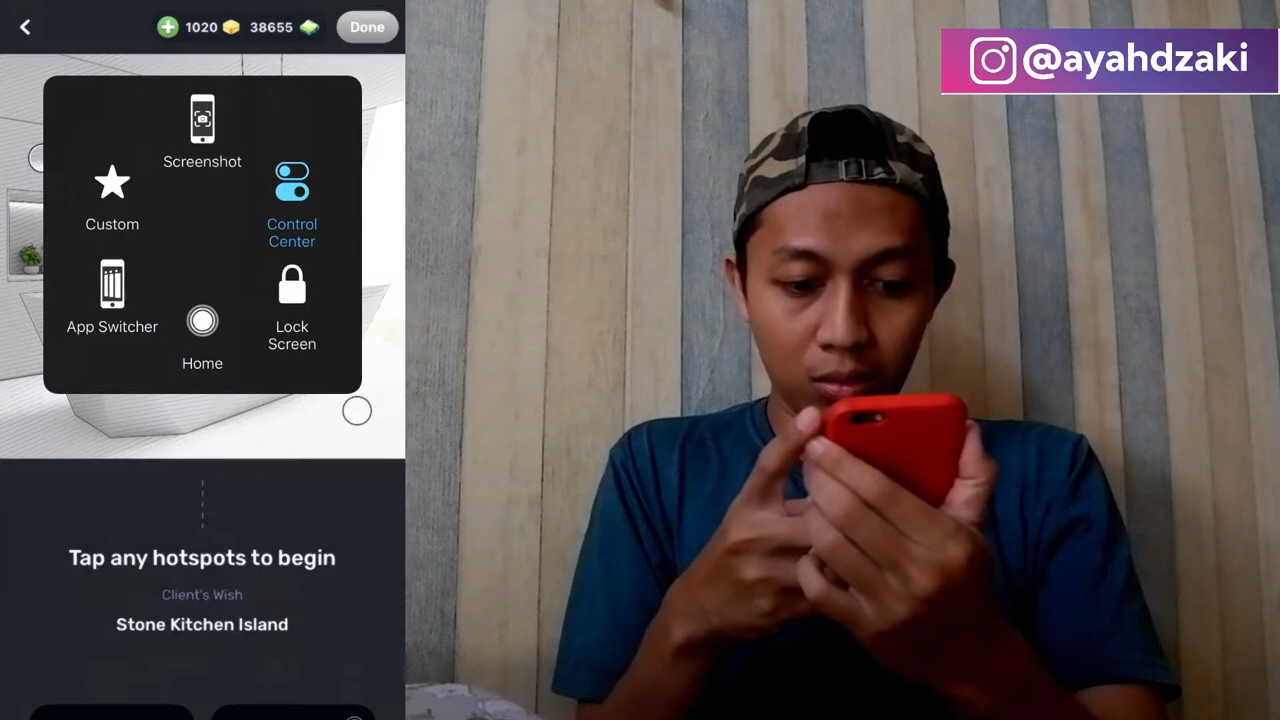 1020 38655 Done
@ayahdzaki
Screenshot
Custom
Control
Center
App Switcher
Lock
Screen
Home
Tap any hotspots to begin
Client's Wish
Stone Kitchen Island